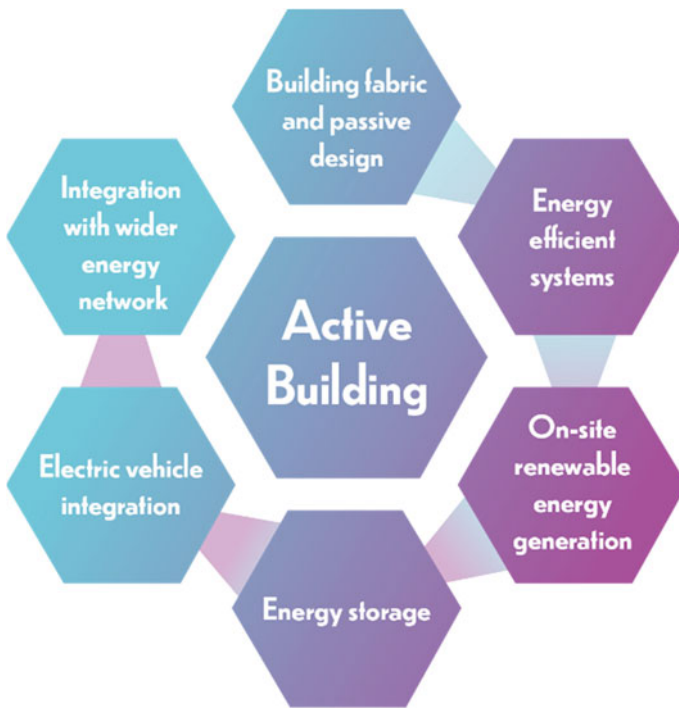 Building fabric
and passive
design
Energy
efficient
systems
On-site
renewable
energy
generation
Energy storage
Electric vehicle
integration
Integration
with wider
energy
network
Active
Building